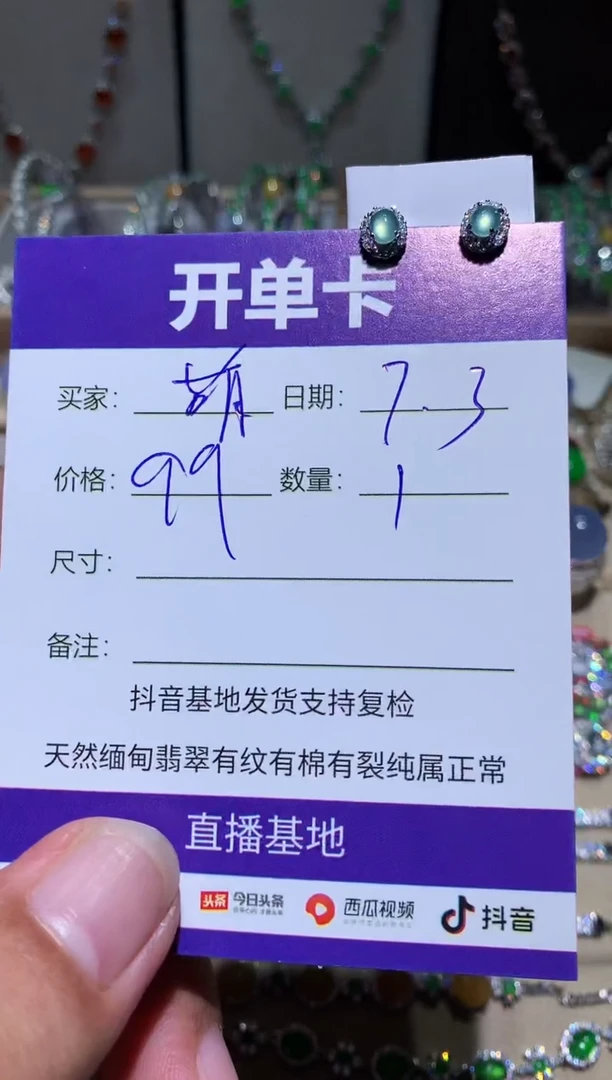 开单卡
买家: 胡 日期: 7.3
价格: 99 数量: 1
尺寸:
备注:
抖音基地发货支持复检
天然缅甸翡翠有纹有棉有裂纯属正常
直播基地
头条 今日头条 西瓜视频 抖音